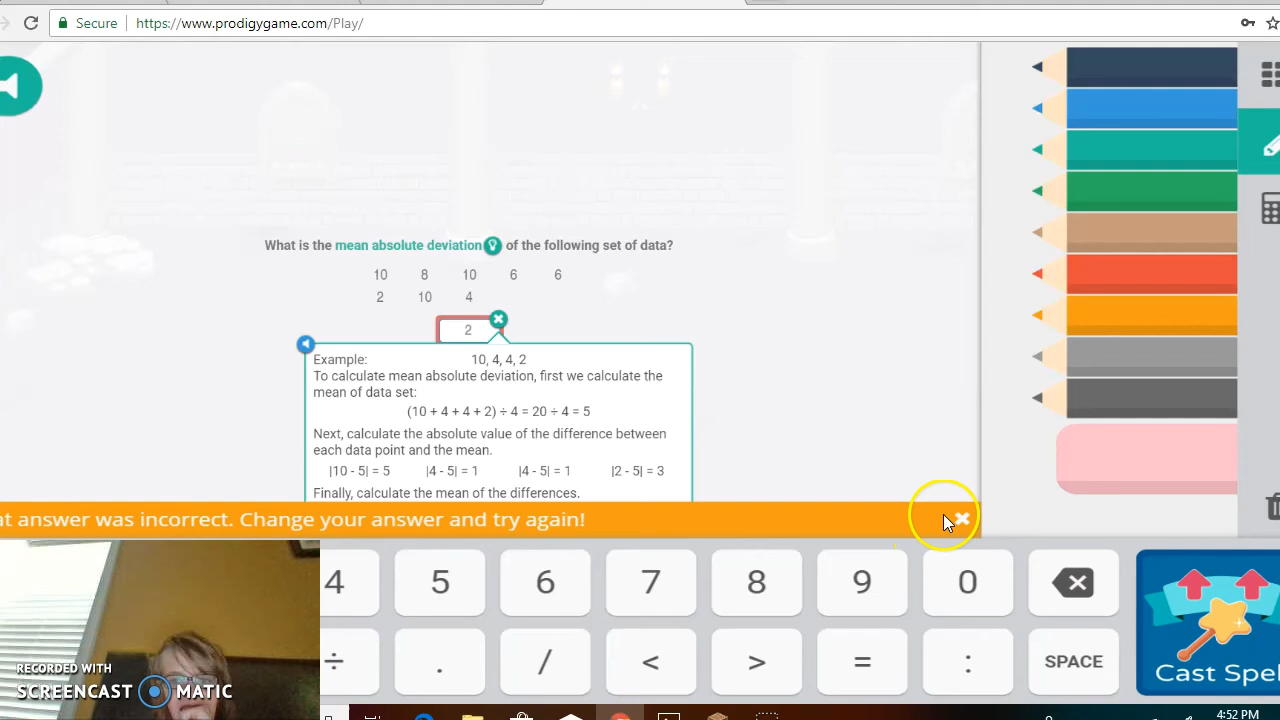 Secure https://www.prodigygame.com/Play/
What is the mean absolute deviation of the following set of data?
10 8 10 6 6
2 10 4
2
Example: 10, 4, 4, 2
To calculate mean absolute deviation, first we calculate the
mean of data set:
(10 + 4 + 4 + 2) ÷ 4 = 20 ÷ 4 = 5
Next, calculate the absolute value of the difference between
each data point and the mean.
|10 - 5| = 5 |4 - 5| = 1 |4 - 5| = 1 |2 - 5| = 3
Finally, calculate the mean of the differences.
at answer was incorrect. Change your answer and try again!
4 5 6 7 8 9 0
÷ . / < > = : SPACE
Cast Spel
RECORDED WITH
SCREENCAST MATIC
4:52 PM